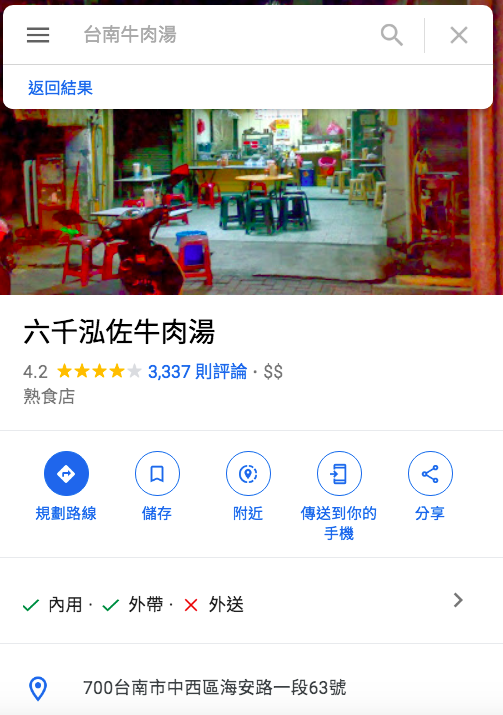 台南牛肉湯
返回結果
六千泓佐牛肉湯
4.2 3,337 則評論 · $$
熟食店
規劃路線 儲存 附近 傳送到你的手機 分享
內用 · 外帶 · 外送
700台南市中西區海安路一段63號